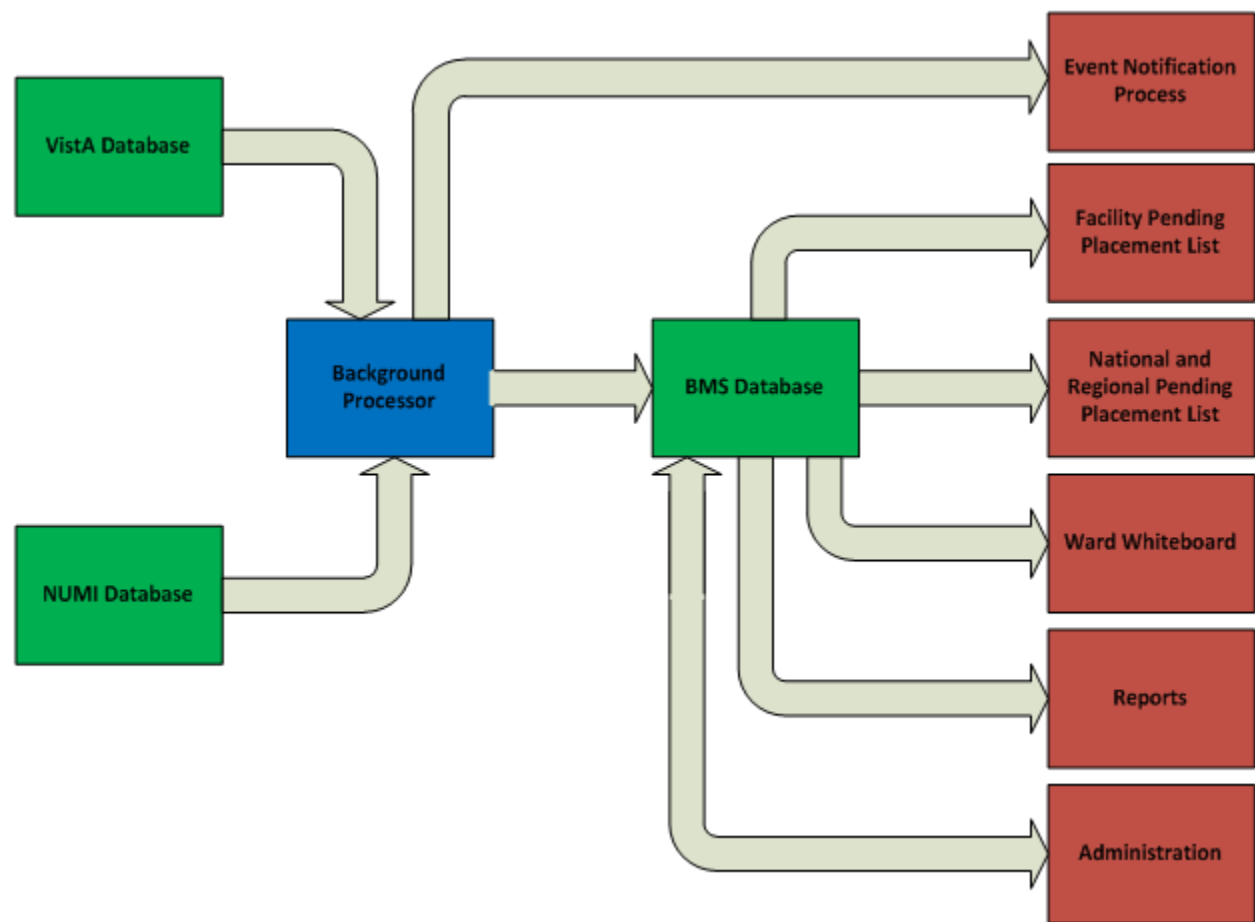 Event Notification
Process
VistA Database
Facility Pending
Placement List
Background
Processor
BMS Database
National and
Regional Pending
Placement List
Ward Whiteboard
NUMI Database
Reports
Administration